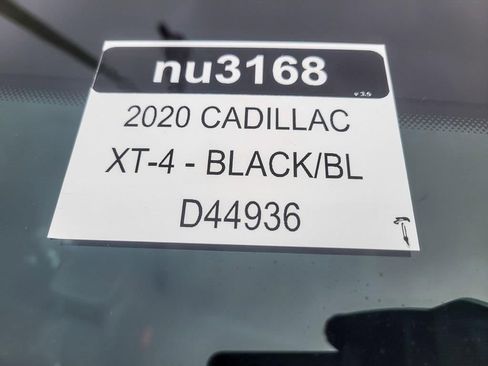 nu3168
v 3.5
2020 CADILLAC
XT-4 - BLACK/BL
D44936